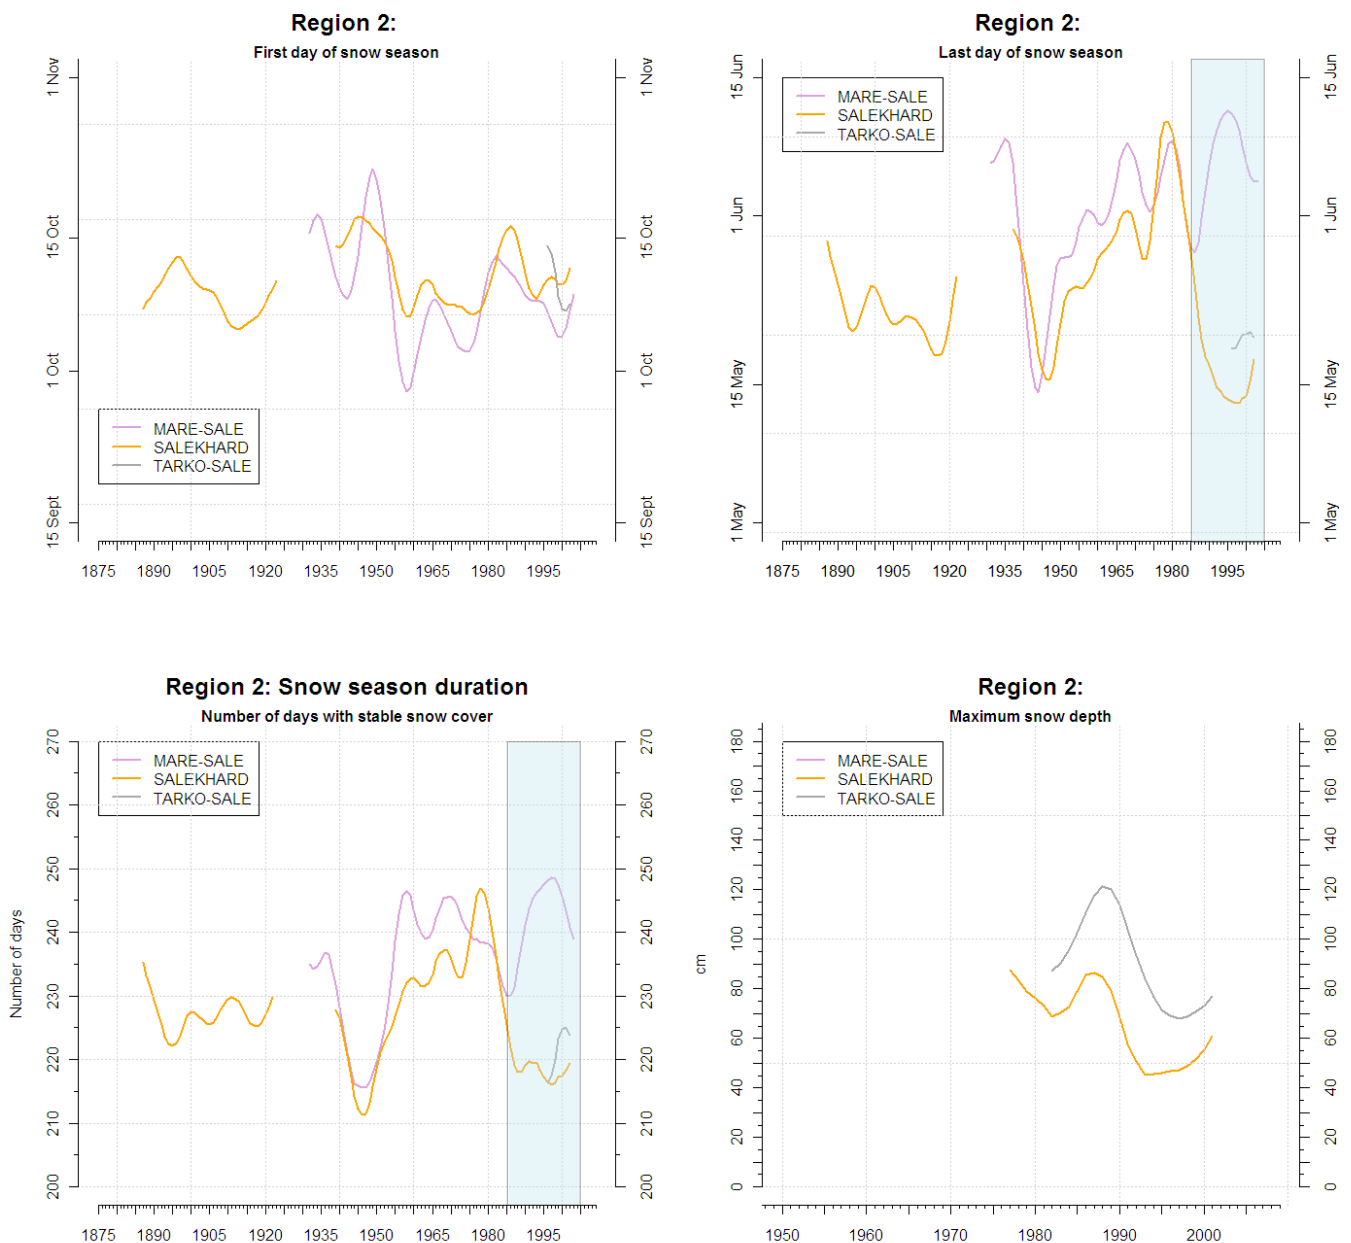 Region 2:
First day of snow season
1 Nov
15 Oct
1 Oct
15 Sept
1 Nov
15 Oct
1 Oct
15 Sept
MARE-SALE
SALEKHARD
TARKO-SALE
1875 1890 1905 1920 1935 1950 1965 1980 1995
Region 2:
Last day of snow season
15 Jun
1 Jun
15 May
1 May
15 Jun
1 Jun
15 May
1 May
MARE-SALE
SALEKHARD
TARKO-SALE
1875 1890 1905 1920 1935 1950 1965 1980 1995
Region 2: Snow season duration
Number of days with stable snow cover
Number of days
270
260
250
240
230
220
210
200
270
260
250
240
230
220
210
200
MARE-SALE
SALEKHARD
TARKO-SALE
1875 1890 1905 1920 1935 1950 1965 1980 1995
Region 2:
Maximum snow depth
cm
180
160
140
120
100
80
60
40
20
0
180
160
140
120
100
80
60
40
20
0
MARE-SALE
SALEKHARD
TARKO-SALE
1950 1960 1970 1980 1990 2000